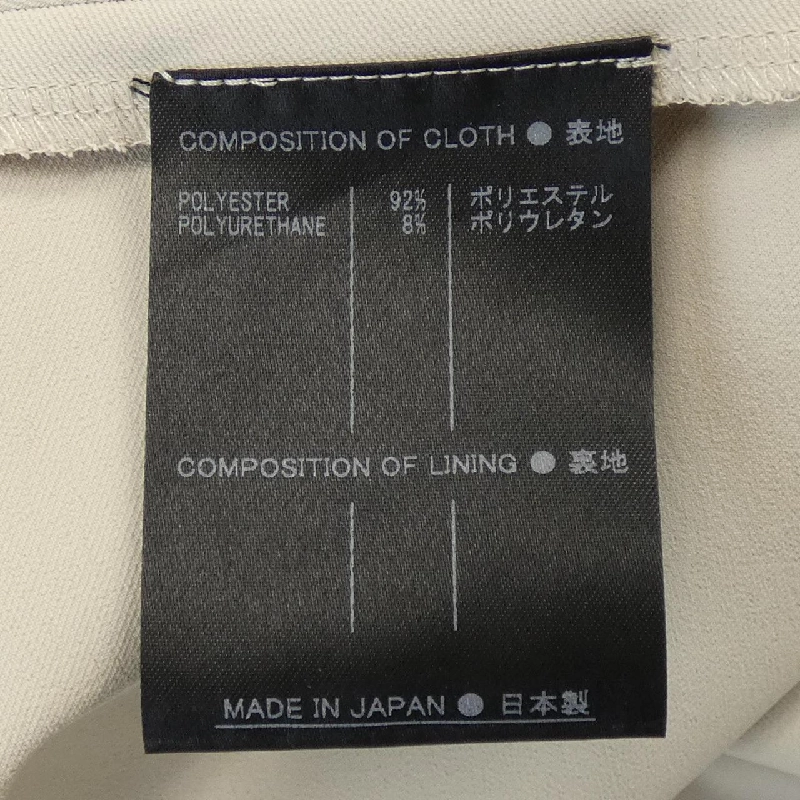 COMPOSITION OF CLOTH ● 表地
POLYESTER 92% ポリエステル
POLYURETHANE 8% ポリウレタン
COMPOSITION OF LINING ● 裏地
MADE IN JAPAN ● 日本製